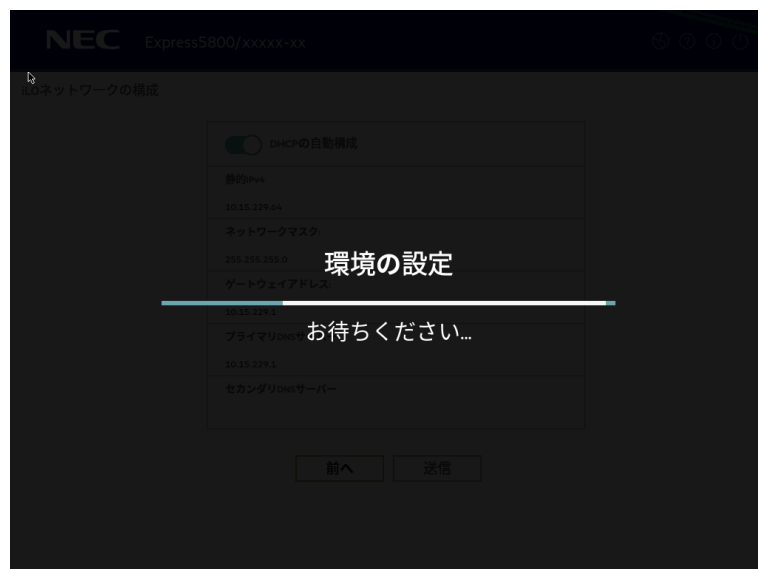 NEC Express5800/xxxxx-xx
iLoネットワークの構成
DHCPの自動構成
静的IPv4
10.15.229.64
ネットワークマスク:
255.255.255.0
環境の設定
ゲートウェイアドレス:
10.15.229.1
お待ちください...
プライマリDNSサ
10.15.229.1
セカンダリDNSサーバー
前へ 送信